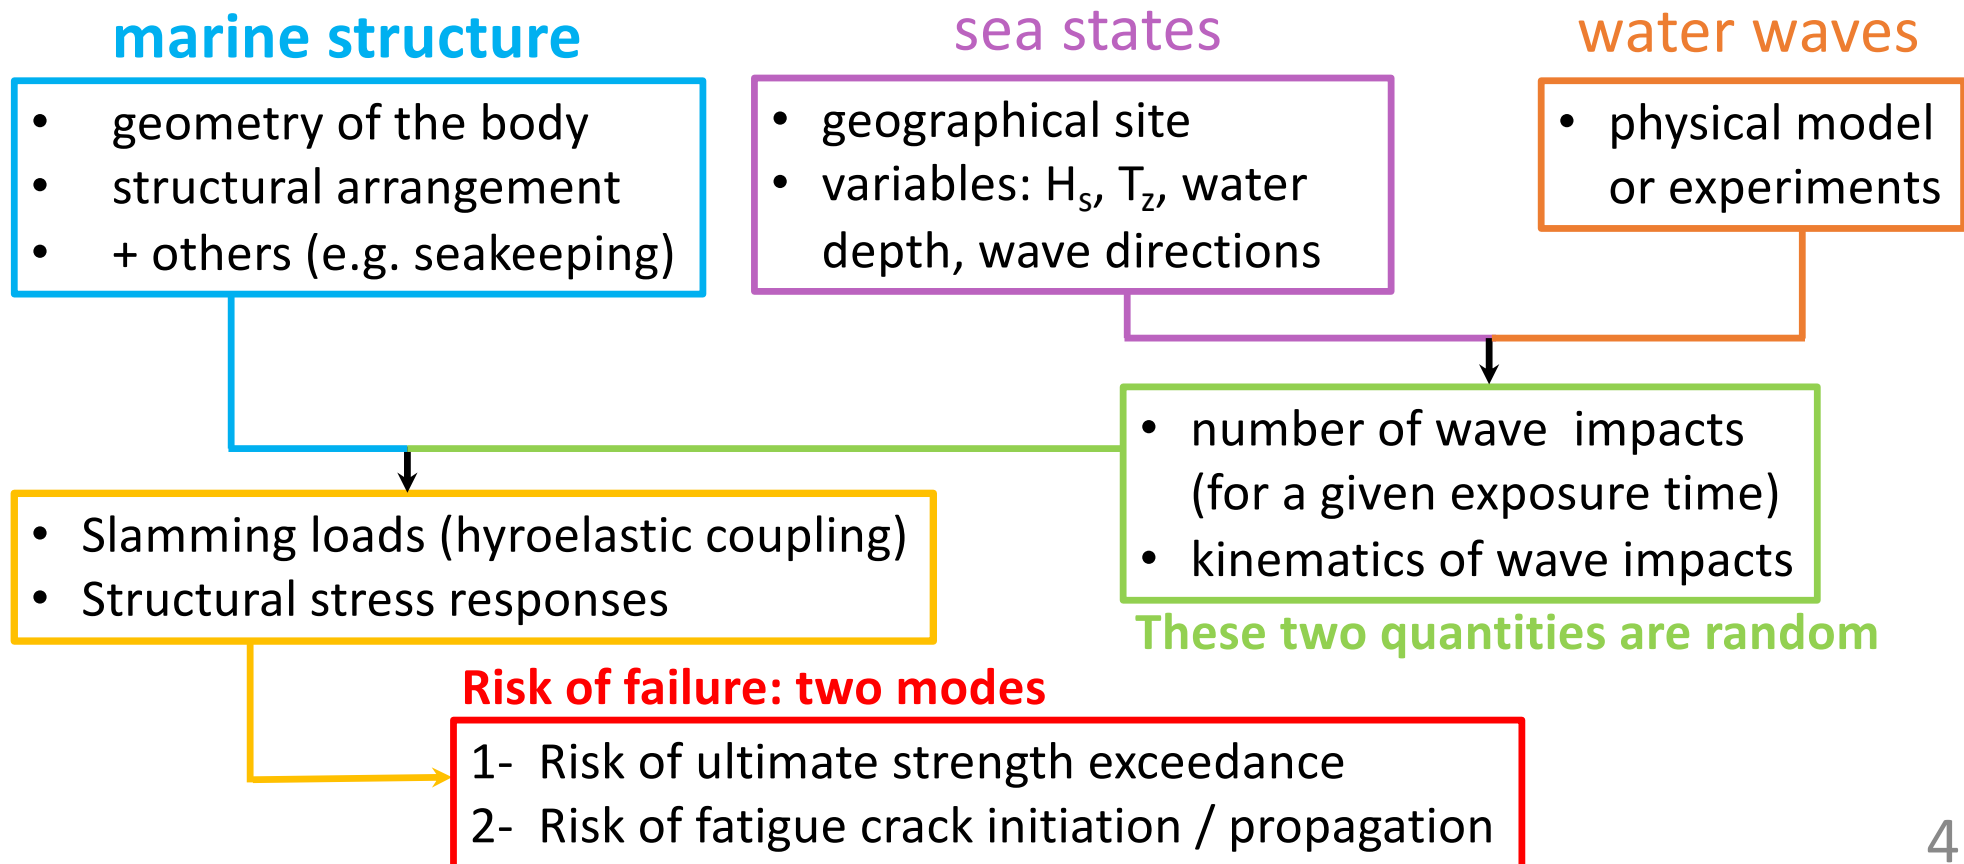 marine structure
• geometry of the body
• structural arrangement
• + others (e.g. seakeeping)
sea states
• geographical site
• variables: Hs, Tz, water
depth, wave directions
water waves
• physical model
or experiments
• number of wave impacts
(for a given exposure time)
• kinematics of wave impacts
These two quantities are random
• Slamming loads (hyroelastic coupling)
• Structural stress responses
Risk of failure: two modes
1- Risk of ultimate strength exceedance
2- Risk of fatigue crack initiation / propagation
4